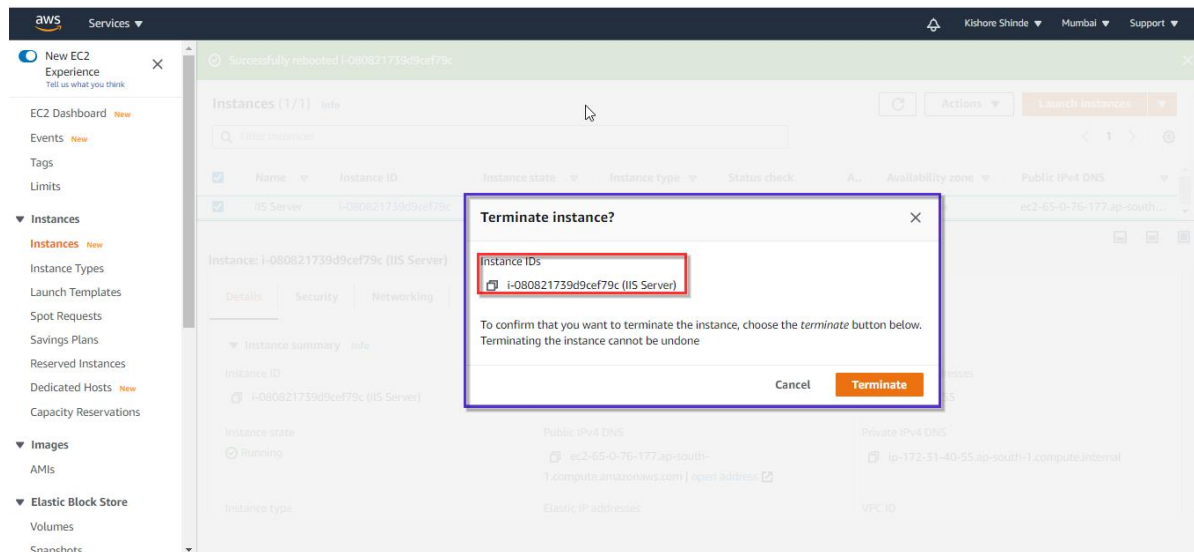 aws Services ▼ Kishore Shinde ▼ Mumbai ▼ Support ▼
New EC2
Experience
Tell us what you think
EC2 Dashboard New
Events New
Tags
Limits
▼ Instances
Instances New
Instance Types
Launch Templates
Spot Requests
Savings Plans
Reserved Instances
Dedicated Hosts New
Capacity Reservations
▼ Images
AMIs
▼ Elastic Block Store
Volumes
Snapshots
Successfully rebooted i-080821739d9cef79c
Instances (1/1) Info Actions ▼ Launch instances ▼
Filter instances < 1 >
Name Instance ID Instance state Instance type Status check A... Availability zone Public IPv4 DNS
IIS Server i-080821739d9cef79c ec2-65-0-76-177.ap-south...
Terminate instance?
Instance IDs
i-080821739d9cef79c (IIS Server)
To confirm that you want to terminate the instance, choose the terminate button below.
Terminating the instance cannot be undone
Cancel Terminate
Instance: i-080821739d9cef79c (IIS Server)
Details Security Networking
▼ Instance summary Info
Instance ID
i-080821739d9cef79c (IIS Server)
Instance state Public IPv4 DNS Private IPv4 DNS
Running ec2-65-0-76-177.ap-south-
1.compute.amazonaws.com | open address ip-172-31-40-55.ap-south-1.compute.internal
Instance type Elastic IP addresses VPC ID